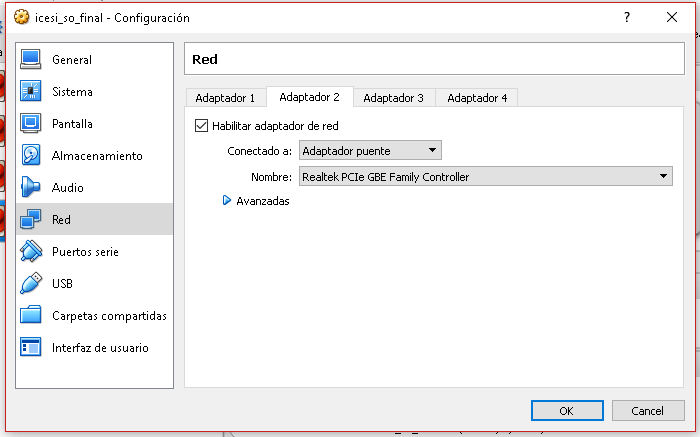 icesi_so_final - Configuración
General
Sistema
Pantalla
Almacenamiento
Audio
Red
Puertos serie
USB
Carpetas compartidas
Interfaz de usuario
Red
Adaptador 1 Adaptador 2 Adaptador 3 Adaptador 4
Habilitar adaptador de red
Conectado a: Adaptador puente
Nombre: Realtek PCIe GBE Family Controller
Avanzadas
OK Cancel